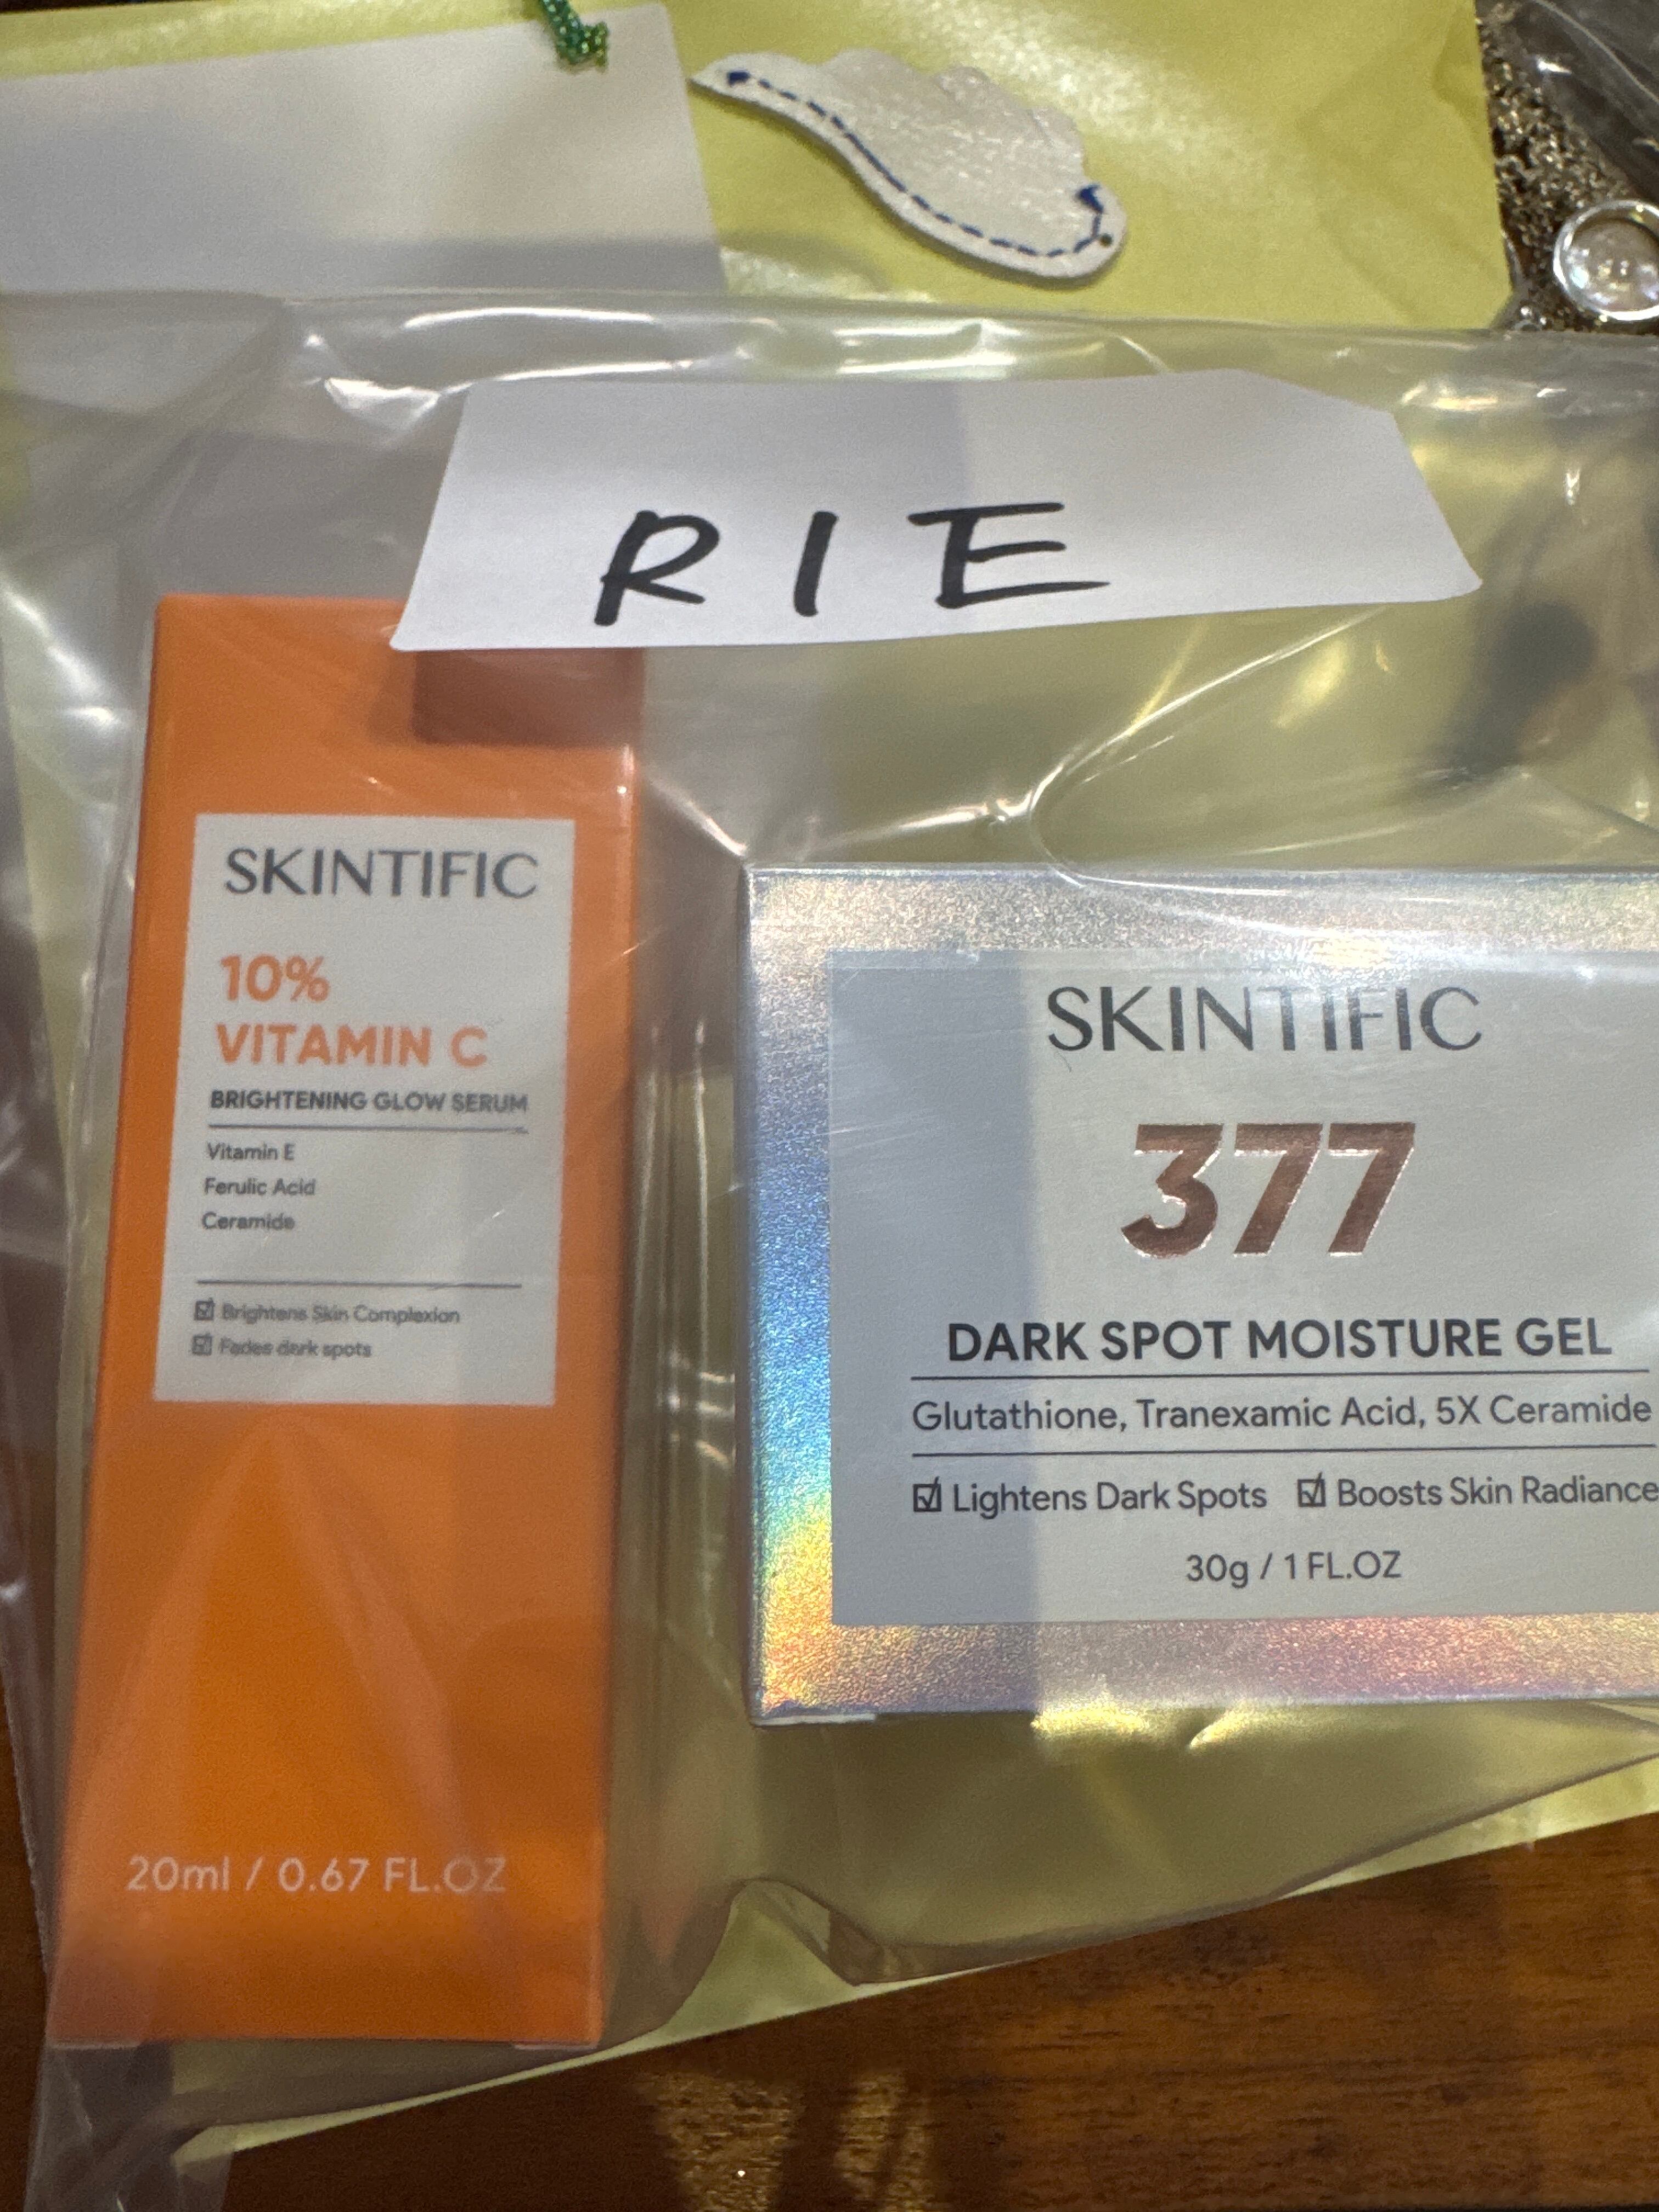 RIE
SKINTIFIC
10%
VITAMIN C
BRIGHTENING GLOW SERUM
Vitamin E
Ferulic Acid
Ceramide
Brightens Skin Complexion
Fades dark spots
20ml / 0.67 FL.OZ
SKINTIFIC
377
DARK SPOT MOISTURE GEL
Glutathione, Tranexamic Acid, 5X Ceramide
Lightens Dark Spots Boosts Skin Radiance
30g / 1 FL.OZ